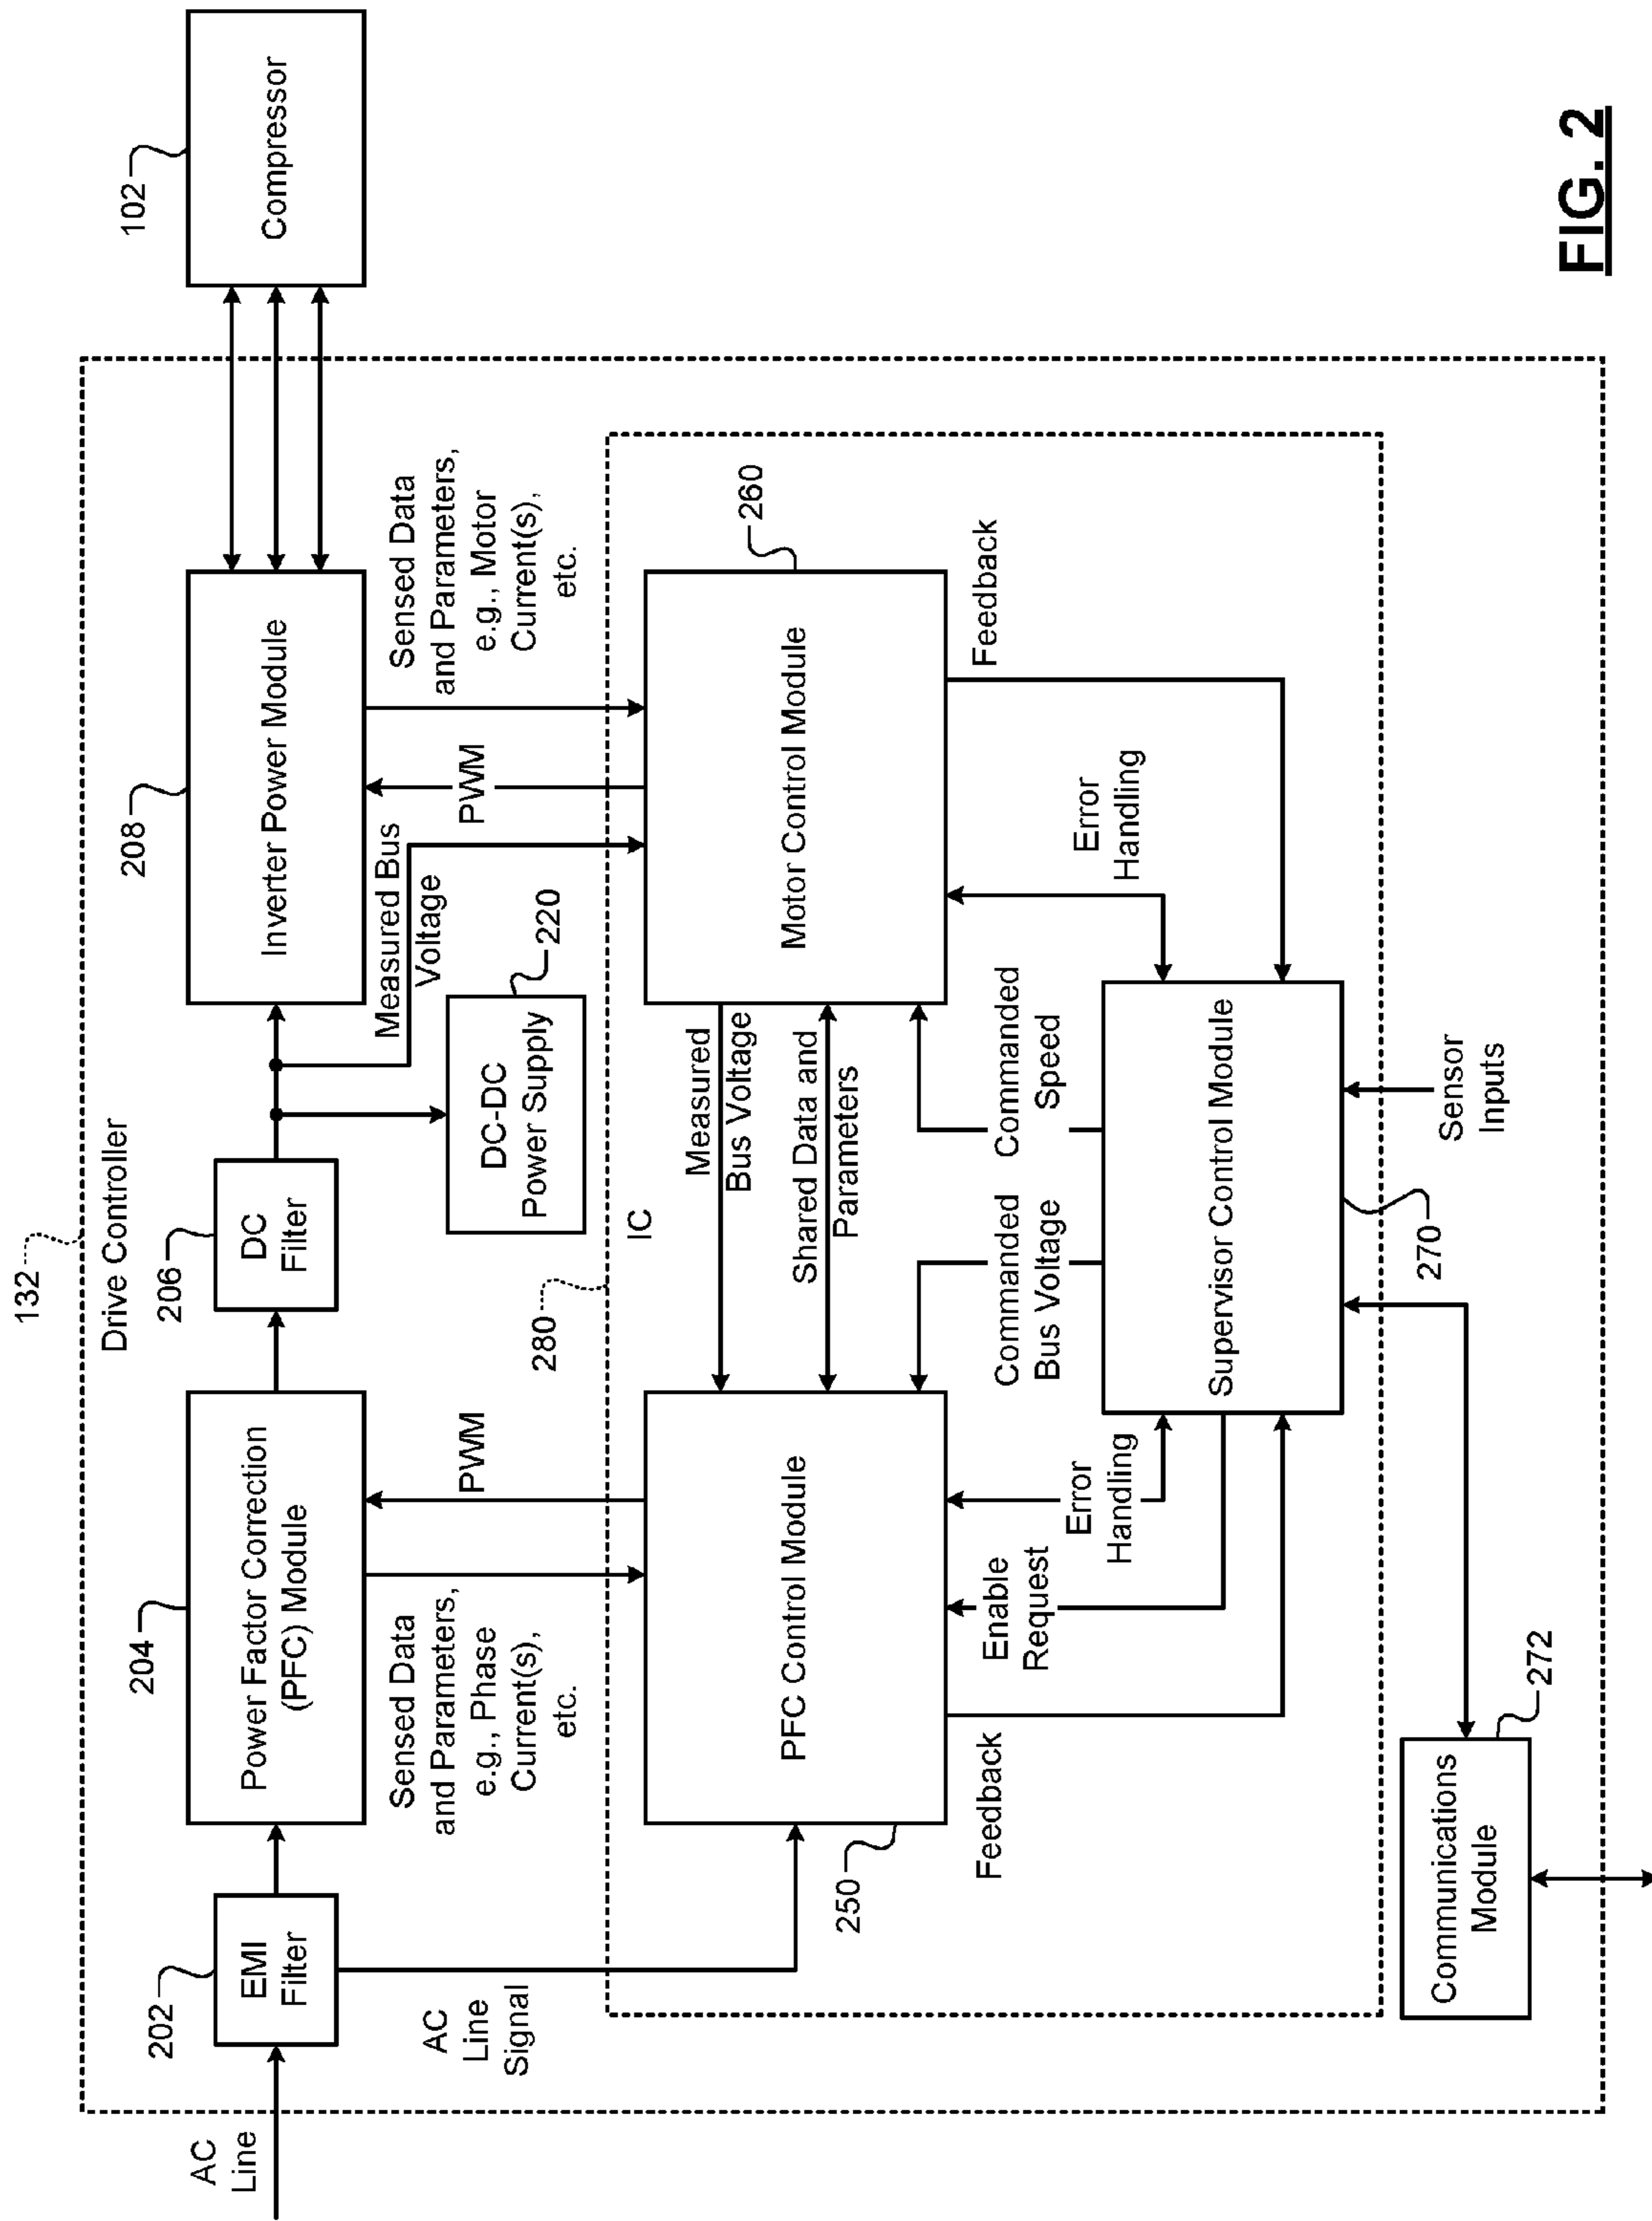 132
Drive Controller
AC
Line
202
EMI
Filter
204
Power Factor Correction
(PFC) Module
206
DC
Filter
208
Inverter Power Module
102
Compressor
AC
Line
Signal
Sensed Data
and Parameters,
e.g., Phase
Current(s),
etc.
PWM
DC-DC
Power Supply
220
Measured Bus
Voltage
PWM
Sensed Data
and Parameters,
e.g., Motor
Current(s),
etc.
280
IC
250
PFC Control Module
Measured
Bus Voltage
Shared Data and
Parameters
260
Motor Control Module
Feedback
Enable
Request
Error
Handling
Commanded
Bus Voltage
Commanded
Speed
Error
Handling
Feedback
Supervisor Control Module
270
Sensor
Inputs
Communications
Module
272
FIG. 2